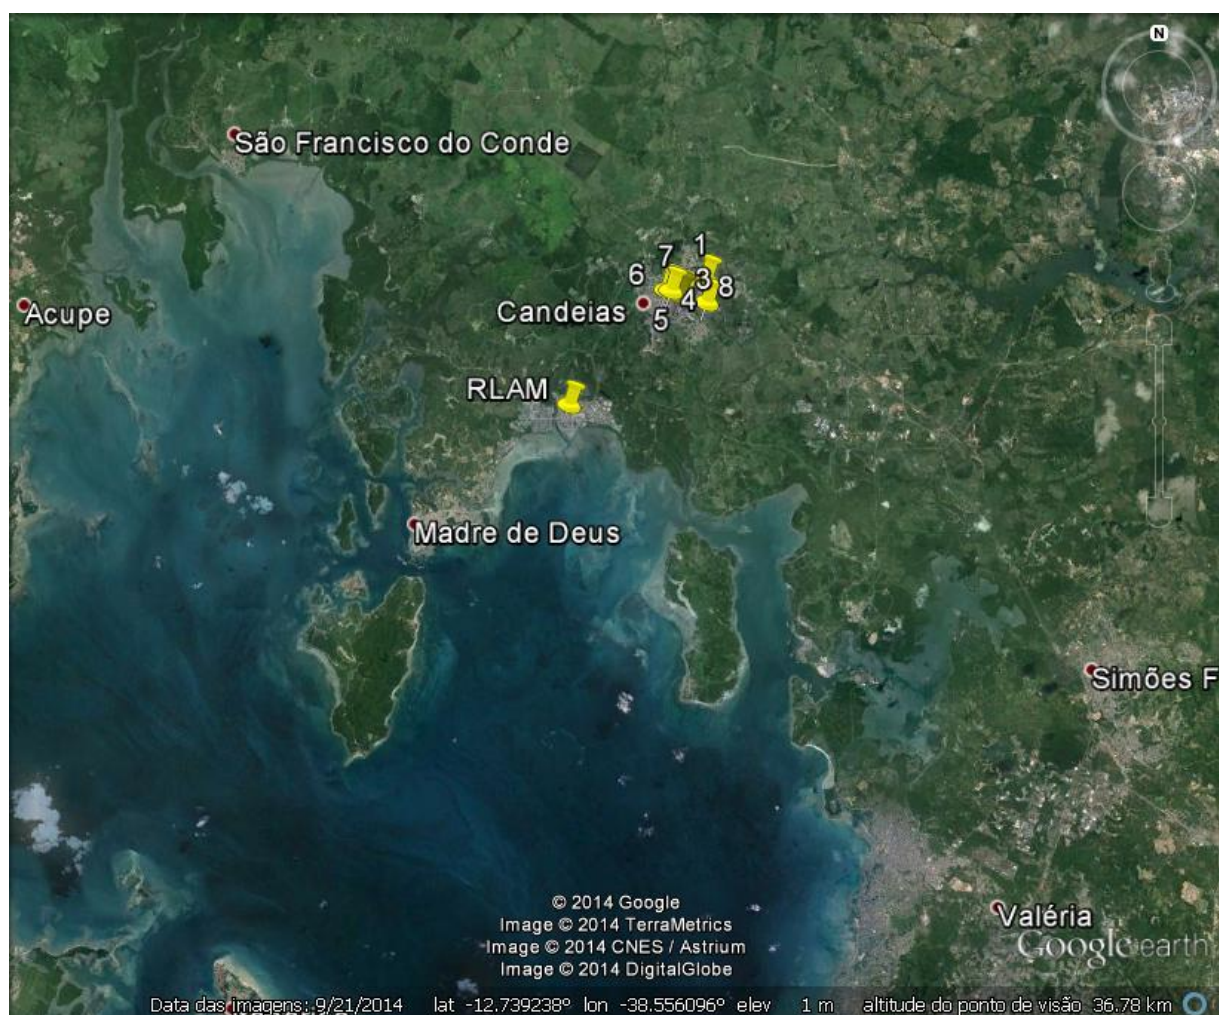 N
São Francisco do Conde
1
7
6
3
8
4
Acupe
Candeias
5
RLAM
Madre de Deus
Simões F
© 2014 Google
Image © 2014 TerraMetrics
Image © 2014 CNES / Astrium
Image © 2014 DigitalGlobe
Valéria
Google earth
Data das imagens: 9/21/2014 lat -12.739238° lon -38.556096° elev 1 m altitude do ponto de visão 36.78 km